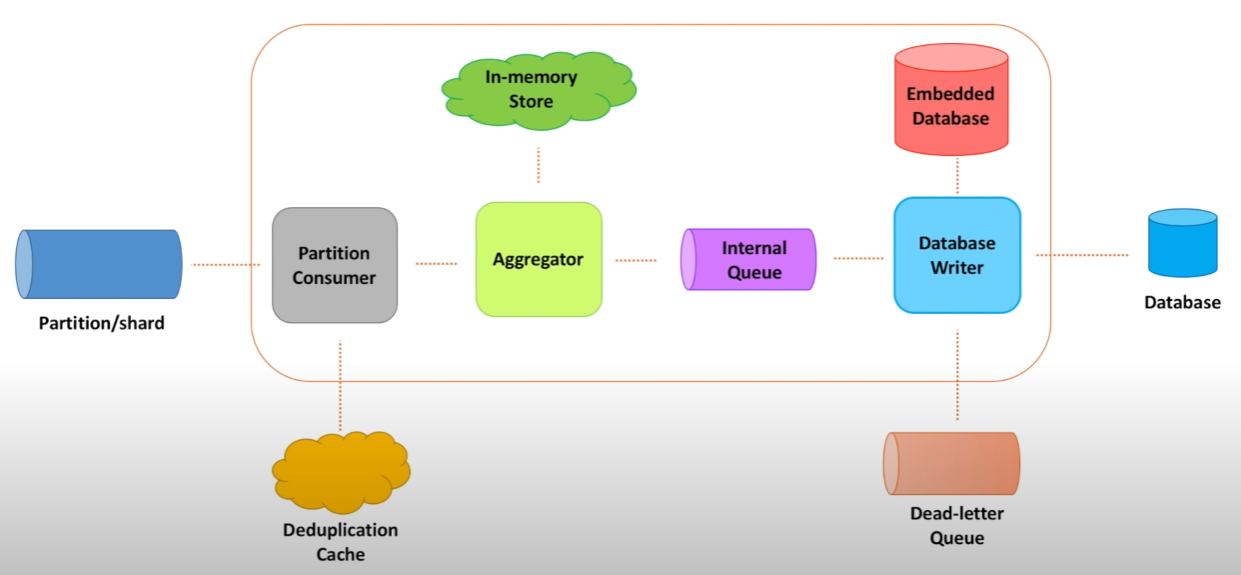 In-memory
Store
Embedded
Database
Partition
Consumer
Aggregator
Internal
Queue
Database
Writer
Partition/shard
Database
Deduplication
Cache
Dead-letter
Queue